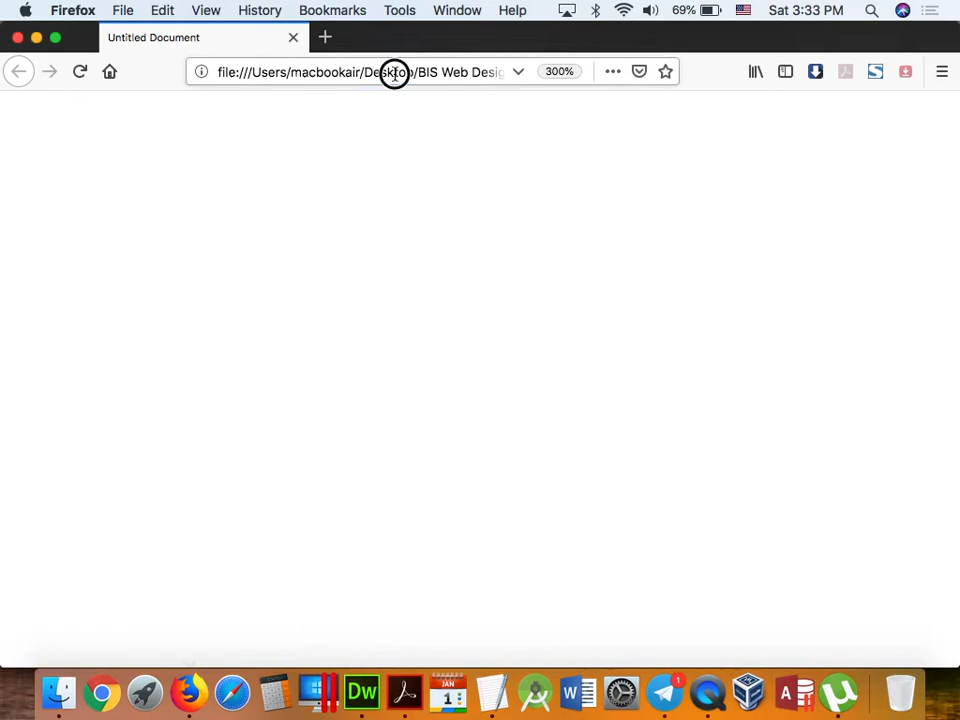 Firefox File Edit View History Bookmarks Tools Window Help 69% Sat 3:33 PM
Untitled Document
file:///Users/macbookair/Desktop/BIS Web Desig 300%
JAN
1
Dw
W
1